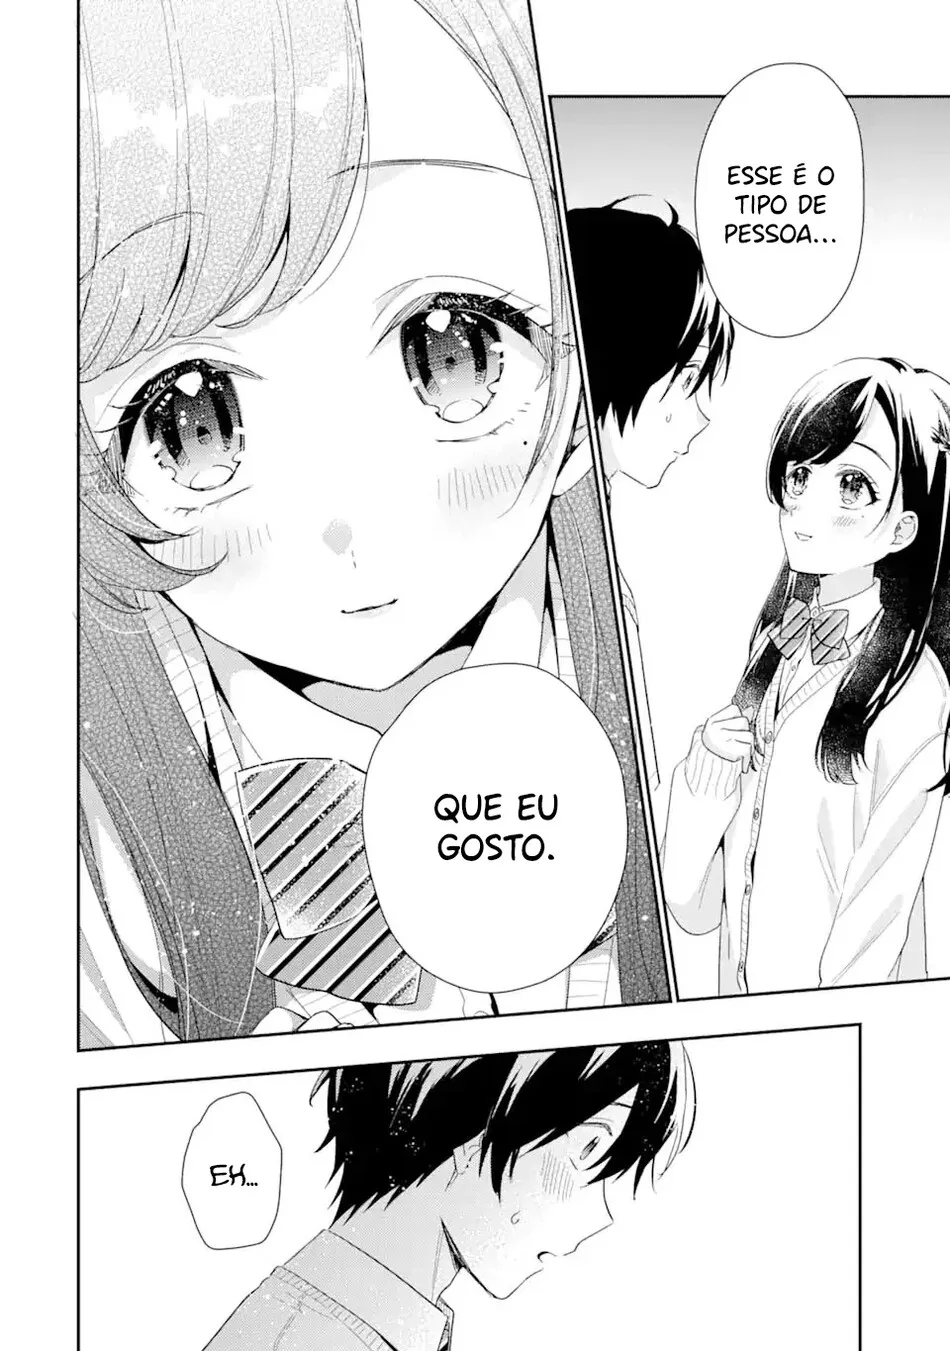 ESSE É O
TIPO DE
PESSOA...
QUE EU
GOSTO.
EH...